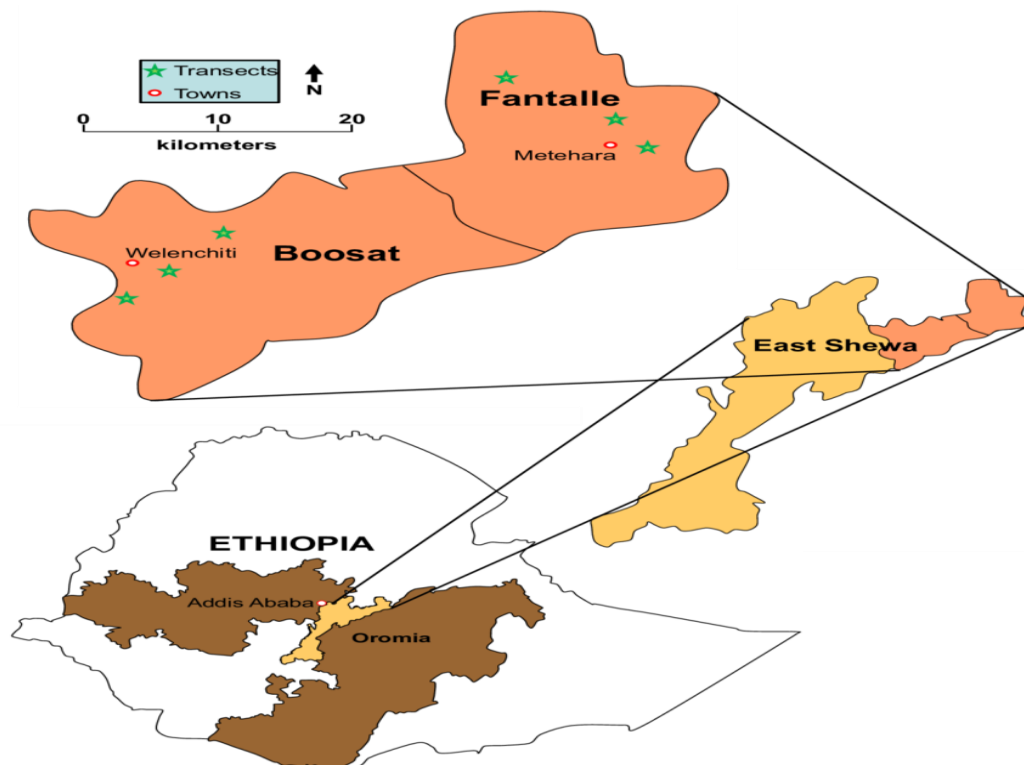 Transects
Towns
N
0 10 20
kilometers
Fantalle
Metehara
Welenchiti
Boosat
East Shewa
ETHIOPIA
Addis Ababa
Oromia